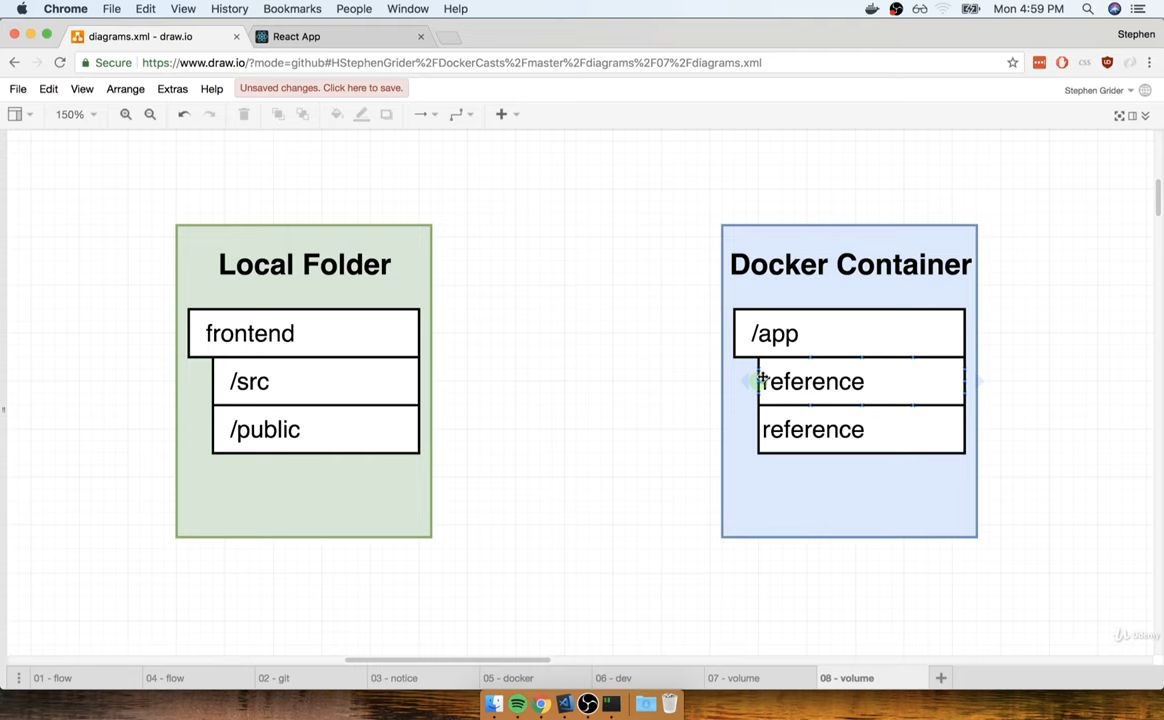 Chrome File Edit View History Bookmarks People Window Help Mon 4:59 PM
diagrams.xml - draw.io React App Stephen
Secure https://www.draw.io/?mode=github#HStephenGrider%2FDockerCasts%2Fmaster%2Fdiagrams%2F07%2Fdiagrams.xml
File Edit View Arrange Extras Help Unsaved changes. Click here to save. Stephen Grider
150%
Local Folder
frontend
/src
/public
Docker Container
/app
reference
reference
Udemy
01 - flow 04 - flow 02 - git 03 - notice 05 - docker 06 - dev 07 - volume 08 - volume